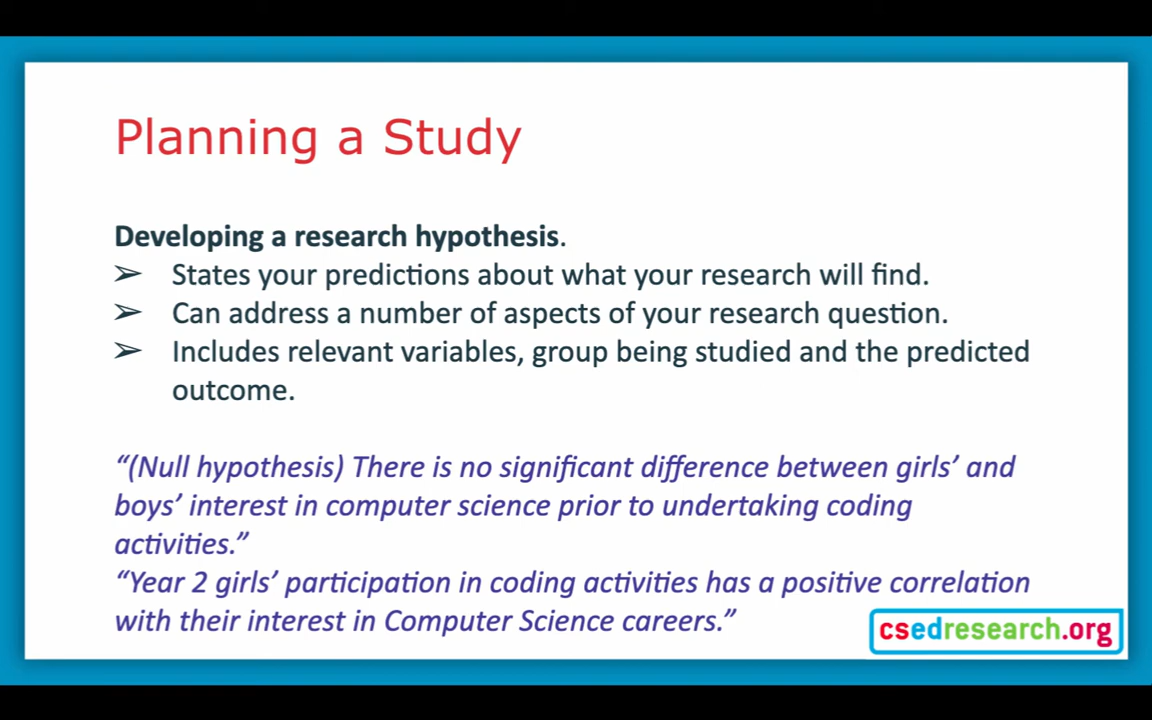 Planning a Study
Developing a research hypothesis.
➢ States your predictions about what your research will find.
➢ Can address a number of aspects of your research question.
➢ Includes relevant variables, group being studied and the predicted
outcome.
“(Null hypothesis) There is no significant difference between girls’ and
boys’ interest in computer science prior to undertaking coding
activities.”
“Year 2 girls’ participation in coding activities has a positive correlation
with their interest in Computer Science careers.”
csedresearch.org